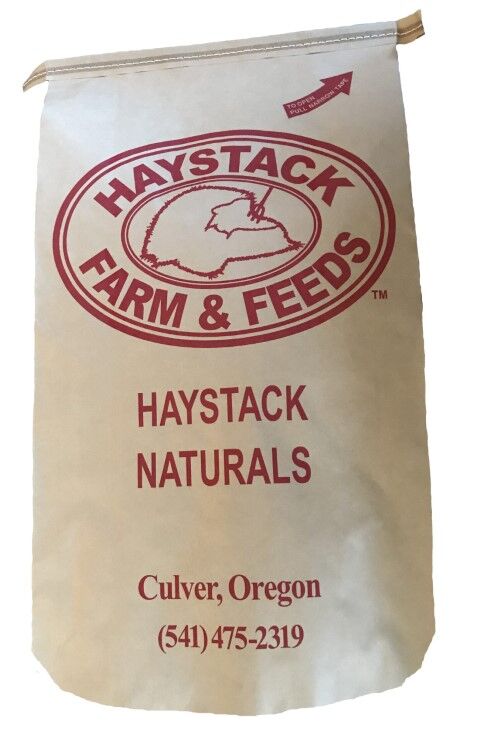 TO OPEN
PULL NARROW TAPE
HAYSTACK
FARM & FEEDS
TM
HAYSTACK
NATURALS
Culver, Oregon
(541) 475-2319